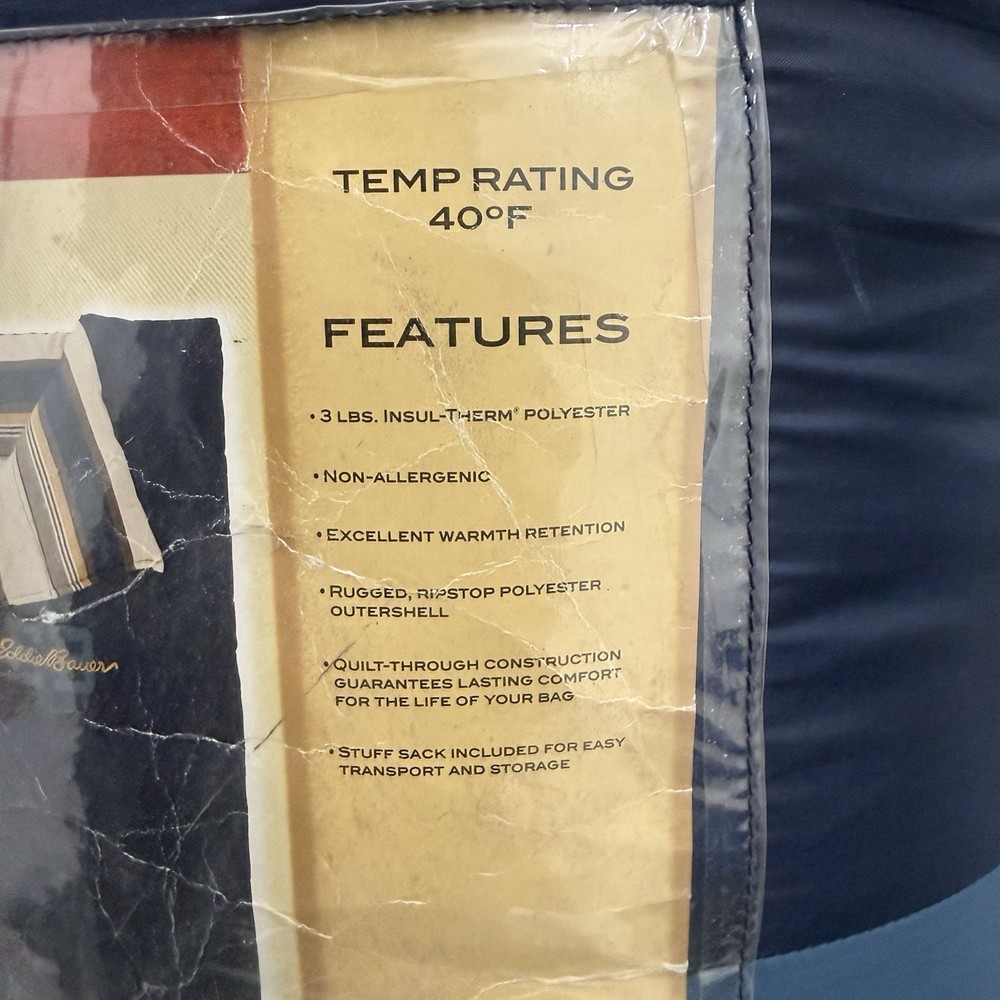 TEMP RATING
40°F
FEATURES
• 3 LBS. INSUL-THERM® POLYESTER
• NON-ALLERGENIC
• EXCELLENT WARMTH RETENTION
• RUGGED, RIPSTOP POLYESTER
OUTERSHELL
• QUILT-THROUGH CONSTRUCTION
GUARANTEES LASTING COMFORT
FOR THE LIFE OF YOUR BAG
• STUFF SACK INCLUDED FOR EASY
TRANSPORT AND STORAGE
Eddie Bauer